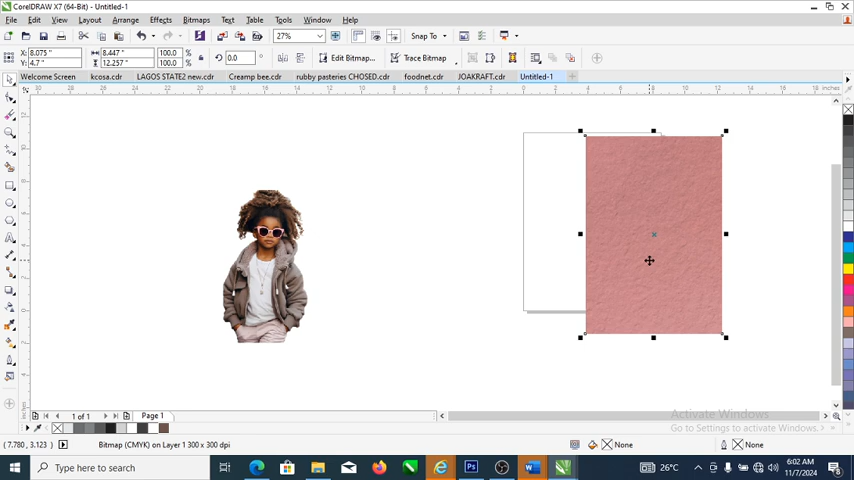 CorelDRAW X7 (64-Bit) - Untitled-1
File Edit View Layout Arrange Effects Bitmaps Text Table Tools Window Help
27% Snap To
X: 8.075 " 8.447 " 100.0 %
Y: 4.7 " 12.257 " 100.0 %
0.0 Edit Bitmap... Trace Bitmap
Welcome Screen kcosa.cdr LAGOS STATE2 new.cdr Creamp bee.cdr rubby pasteries CHOSED.cdr foodnet.cdr JOAKRAFT.cdr Untitled-1
inches
1 of 1 Page 1
Activate Windows
Go to Settings to activate Windows.
(7.780, 3.123) Bitmap (CMYK) on Layer 1 300 x 300 dpi None None
Type here to search 26°C 6:02 AM
11/7/2024